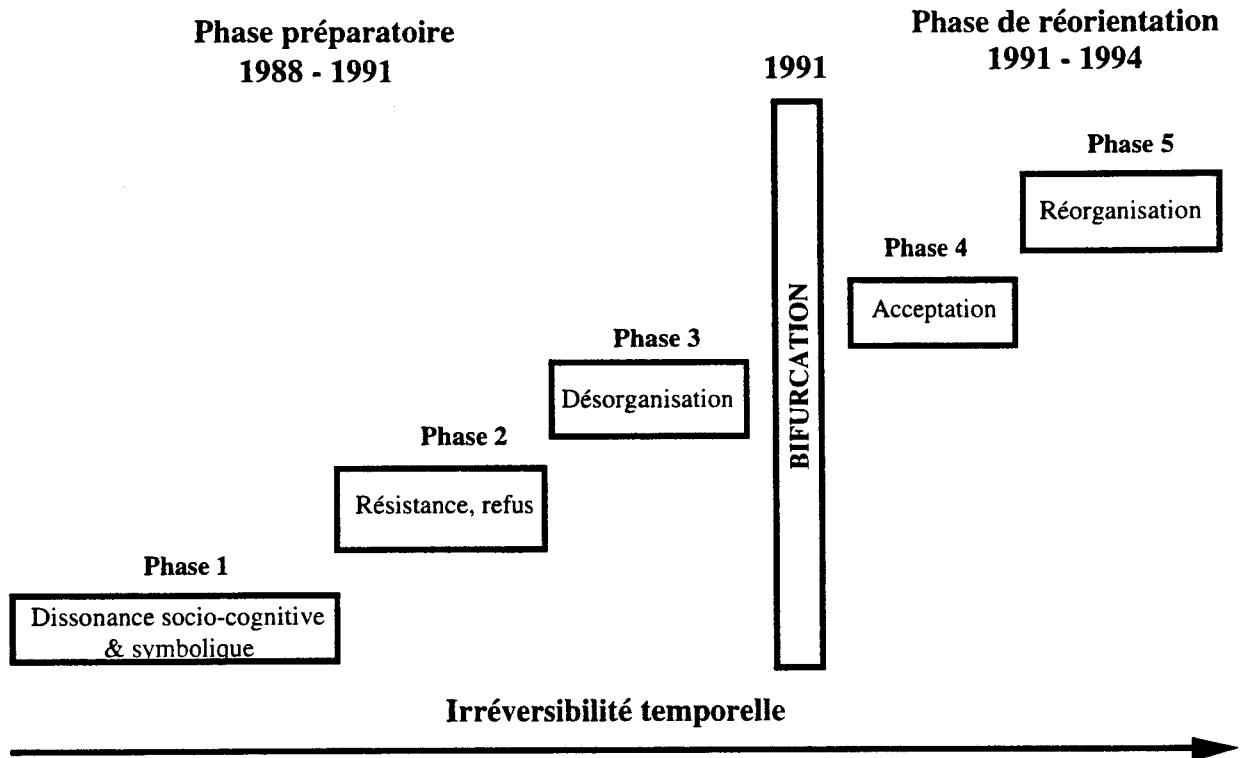 Phase préparatoire
1988 - 1991
1991
Phase de réorientation
1991 - 1994
Phase 5
Réorganisation
Phase 4
Acceptation
BIFURCATION
Phase 3
Désorganisation
Phase 2
Résistance, refus
Phase 1
Dissonance socio-cognitive
& symbolique
Irréversibilité temporelle